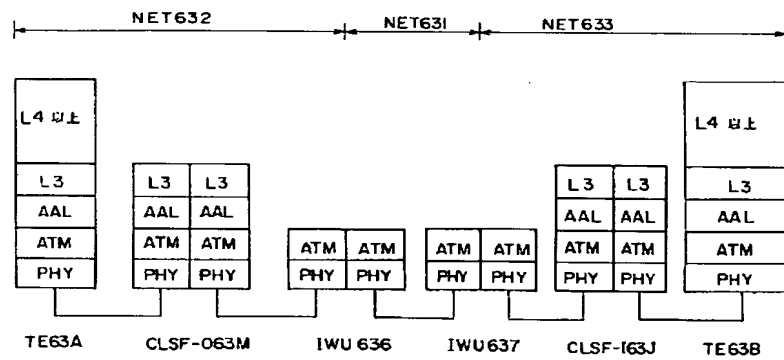 NET632 NET631 NET633
L4 以上 L4 以上
L3 L3 L3 L3 L3 L3
AAL AAL AAL AAL AAL AAL
ATM ATM ATM ATM ATM ATM ATM ATM ATM ATM
PHY PHY PHY PHY PHY PHY PHY PHY PHY PHY
TE63A CLSF-063M IWU 636 IWU 637 CLSF-163J TE63B